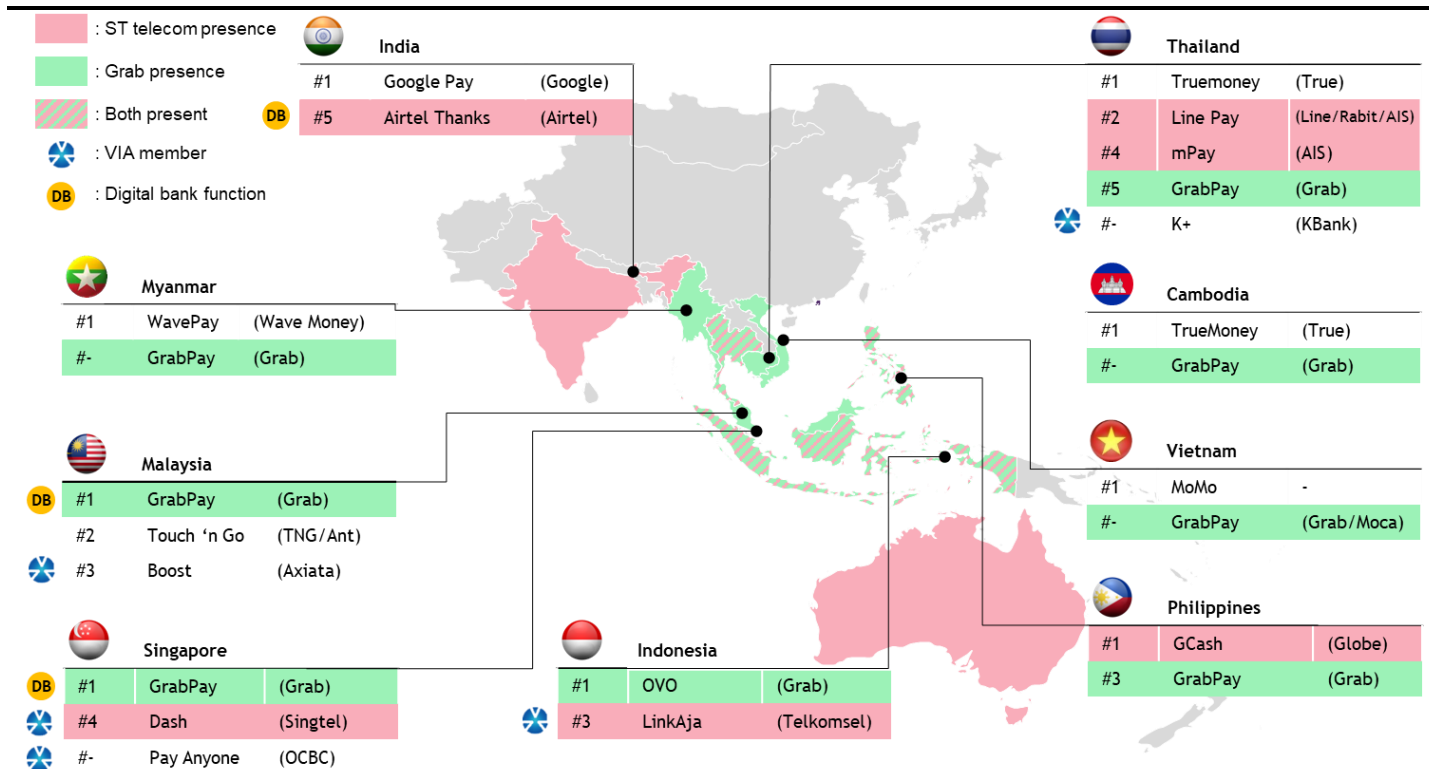 : ST telecom presence
: Grab presence
: Both present
: VIA member
DB : Digital bank function
India
#1 Google Pay (Google)
DB #5 Airtel Thanks (Airtel)
Thailand
#1 Truemoney (True)
#2 Line Pay (Line/Rabit/AIS)
#4 mPay (AIS)
#5 GrabPay (Grab)
#- K+ (KBank)
Myanmar
#1 WavePay (Wave Money)
#- GrabPay (Grab)
Cambodia
#1 TrueMoney (True)
#- GrabPay (Grab)
Malaysia
DB #1 GrabPay (Grab)
#2 Touch ‘n Go (TNG/Ant)
#3 Boost (Axiata)
Vietnam
#1 MoMo -
#- GrabPay (Grab/Moca)
Singapore
DB #1 GrabPay (Grab)
#4 Dash (Singtel)
#- Pay Anyone (OCBC)
Indonesia
#1 OVO (Grab)
#3 LinkAja (Telkomsel)
Philippines
#1 GCash (Globe)
#3 GrabPay (Grab)